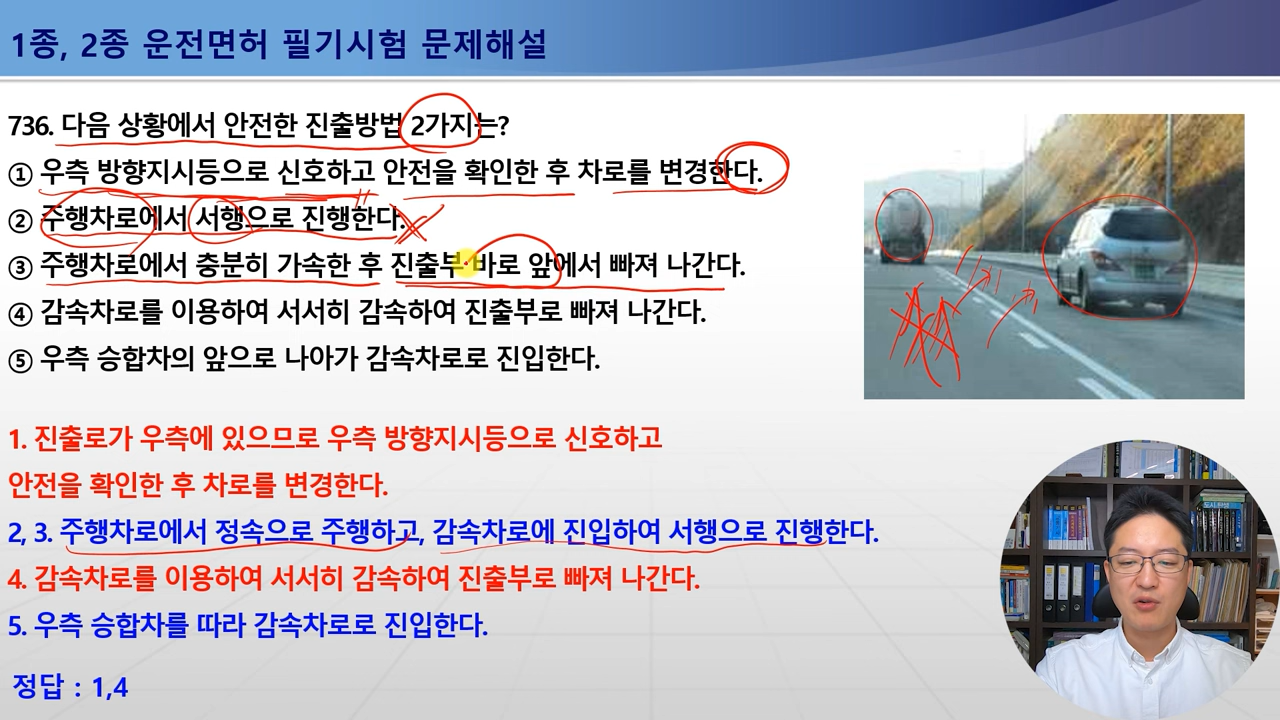 1종, 2종 운전면허 필기시험 문제해설
736. 다음 상황에서 안전한 진출방법 2가지는?
① 우측 방향지시등으로 신호하고 안전을 확인한 후 차로를 변경한다.
② 주행차로에서 서행으로 진행한다.
③ 주행차로에서 충분히 가속한 후 진출부 바로 앞에서 빠져 나간다.
④ 감속차로를 이용하여 서서히 감속하여 진출부로 빠져 나간다.
⑤ 우측 승합차의 앞으로 나아가 감속차로로 진입한다.
1. 진출로가 우측에 있으므로 우측 방향지시등으로 신호하고
안전을 확인한 후 차로를 변경한다.
2, 3. 주행차로에서 정속으로 주행하고, 감속차로에 진입하여 서행으로 진행한다.
4. 감속차로를 이용하여 서서히 감속하여 진출부로 빠져 나간다.
5. 우측 승합차를 따라 감속차로로 진입한다.
정답 : 1,4